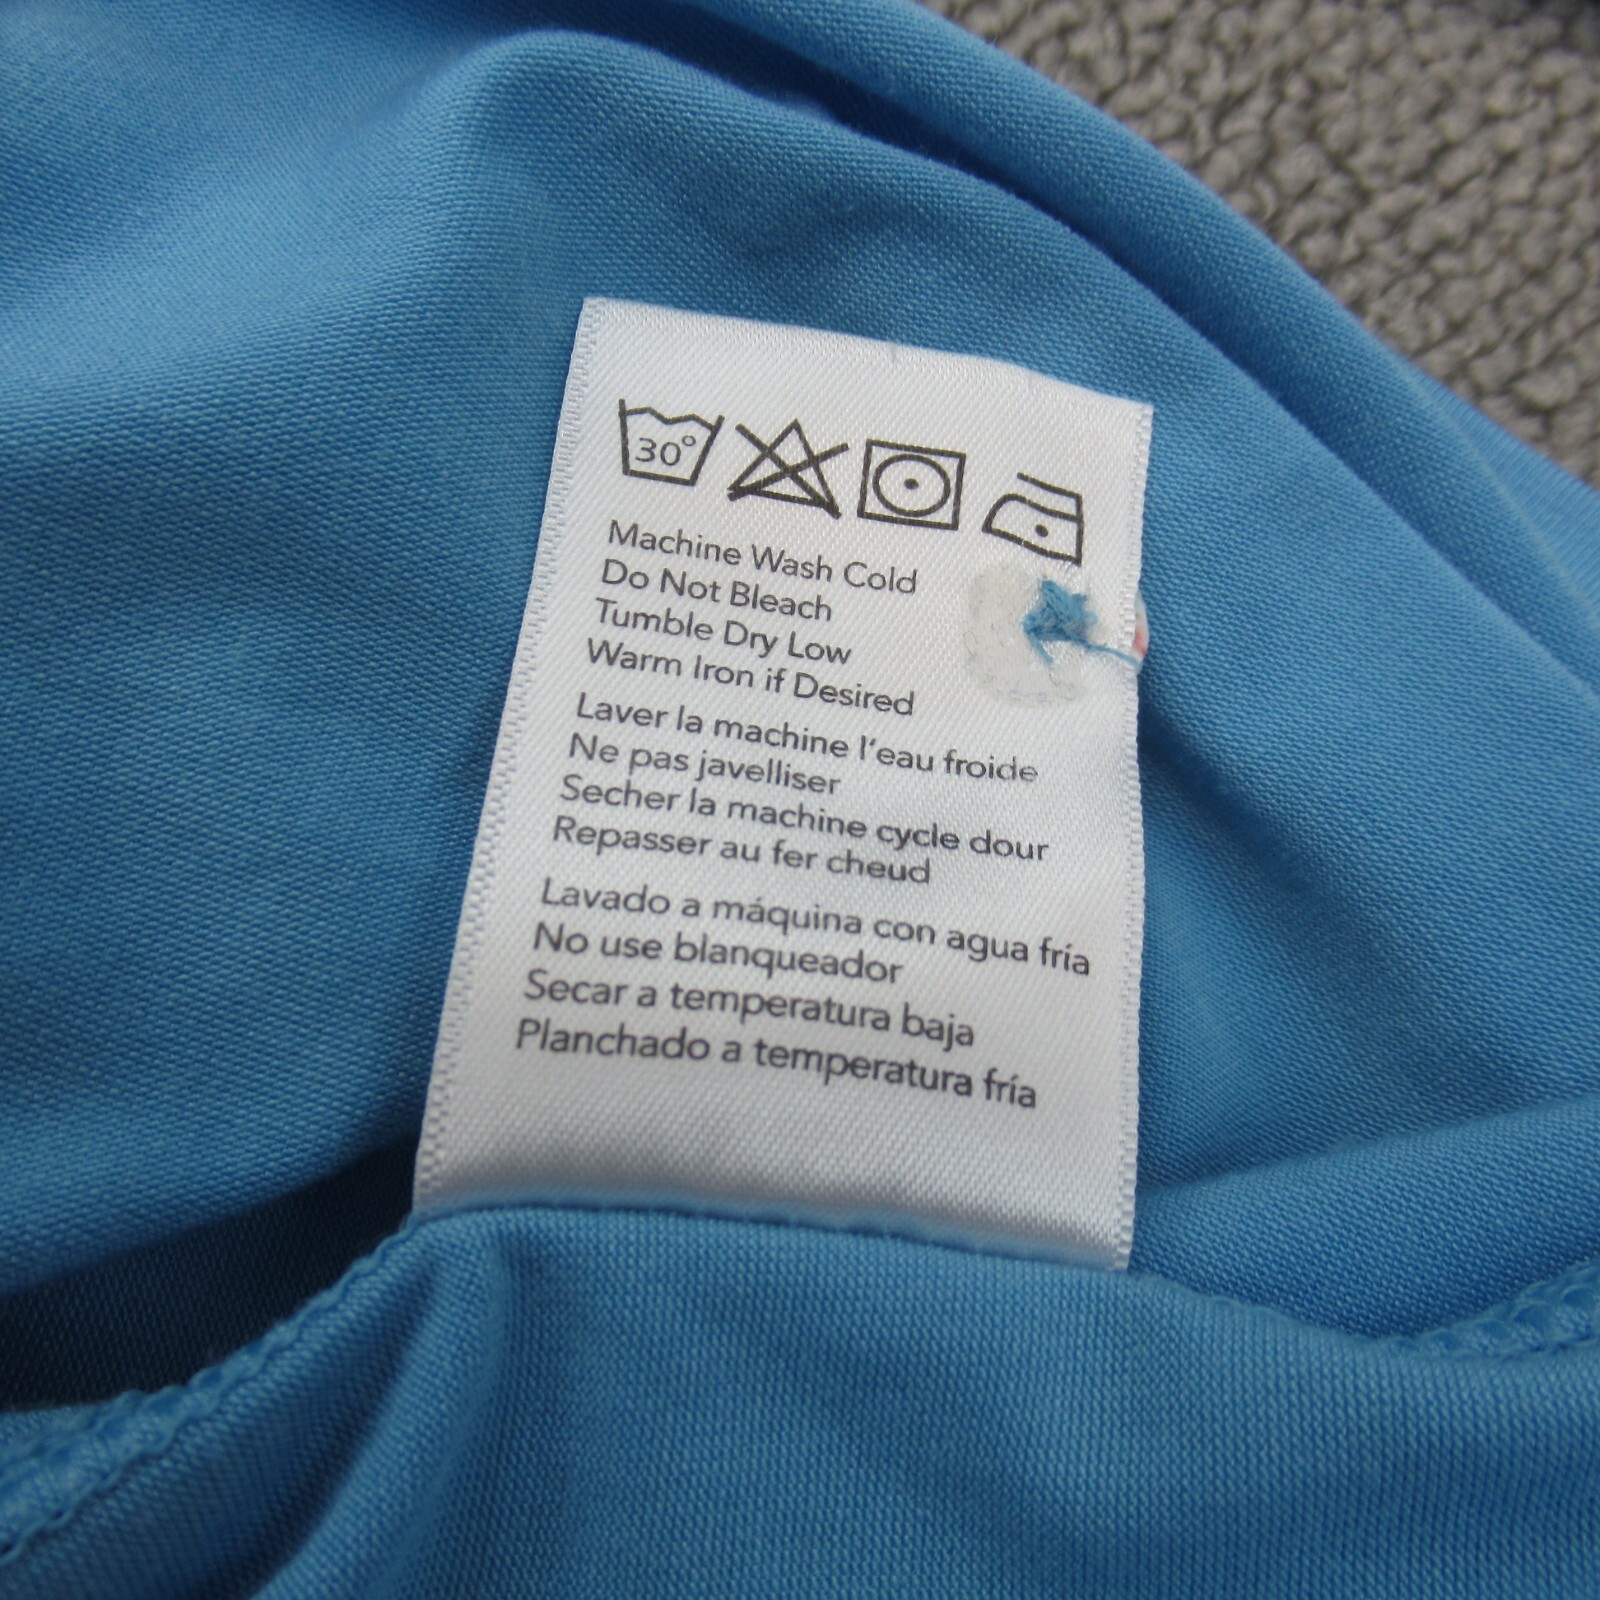 30°
Machine Wash Cold
Do Not Bleach
Tumble Dry Low
Warm Iron if Desired
Laver la machine l'eau froide
Ne pas javelliser
Secher la machine cycle dour
Repasser au fer cheud
Lavado a máquina con agua fría
No use blanqueador
Secar a temperatura baja
Planchado a temperatura fría